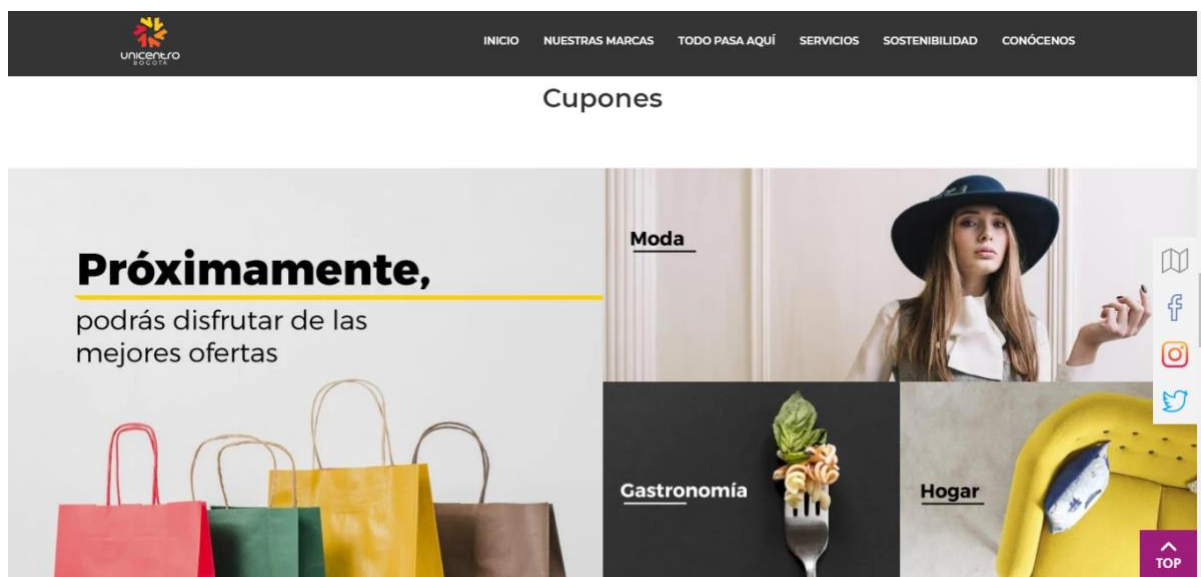 unicentro
BOGOTÁ
INICIO NUESTRAS MARCAS TODO PASA AQUÍ SERVICIOS SOSTENIBILIDAD CONÓCENOS
Cupones
Próximamente,
podrás disfrutar de las
mejores ofertas
Moda
Gastronomía
Hogar
TOP